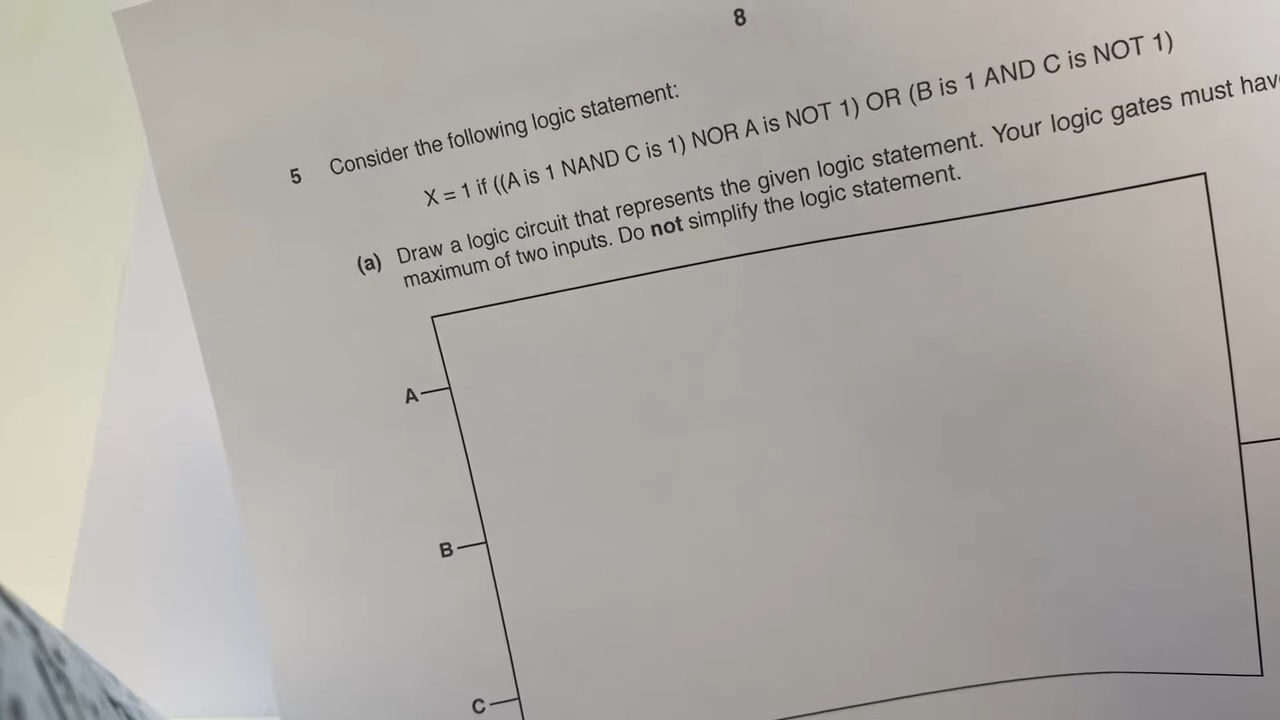 8
5 Consider the following logic statement:
X = 1 if ((A is 1 NAND C is 1) NOR A is NOT 1) OR (B is 1 AND C is NOT 1)
(a) Draw a logic circuit that represents the given logic statement. Your logic gates must hav
maximum of two inputs. Do not simplify the logic statement.
A
B
C